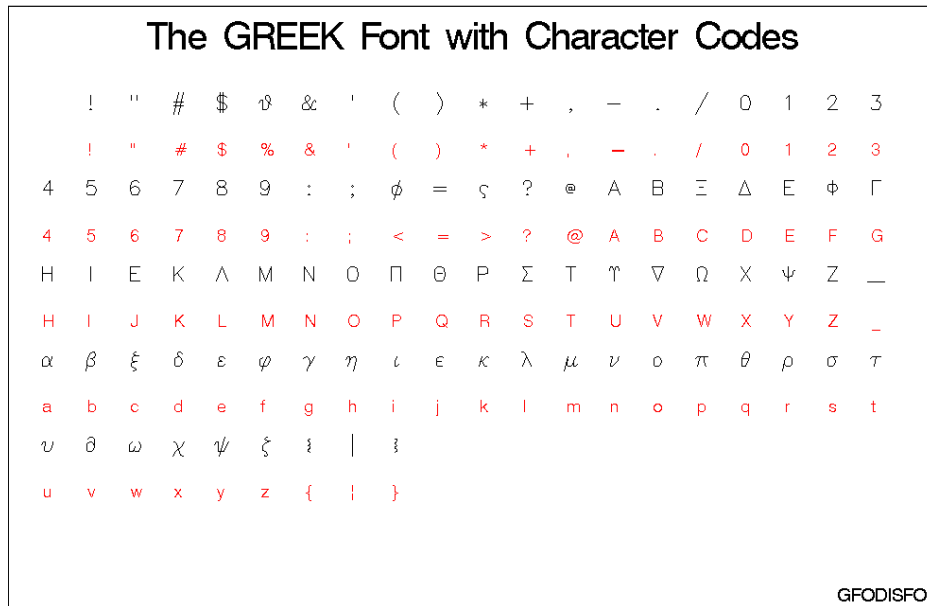 The GREEK Font with Character Codes
! " # $ ϑ & ' ( ) * + , − . / 0 1 2 3
! " # $ % & ' ( ) * + , − . / 0 1 2 3
4 5 6 7 8 9 : ; ϕ = ς ? @ Α Β Ξ Δ Ε Φ Γ
4 5 6 7 8 9 : ; < = > ? @ A B C D E F G
Η Ι Ε Κ Λ Μ Ν Ο Π Θ Ρ Σ Τ ϒ ∇ Ω Χ Ψ Ζ _
H I J K L M N O P Q R S T U V W X Y Z _
α β ξ δ ε φ γ η ι ϵ κ λ μ ν ο π θ ρ σ τ
a b c d e f g h i j k l m n o p q r s t
υ ∂ ω χ ψ ζ { | }
u v w x y z { ¦ }
GFODISFO